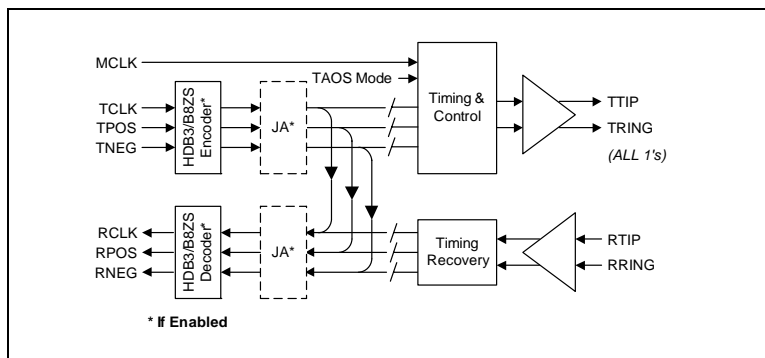 MCLK
TAOS Mode
TCLK
TPOS
TNEG
HDB3/B8ZS
Encoder*
JA*
Timing &
Control
TTIP
TRING
(ALL 1's)
RCLK
RPOS
RNEG
HDB3/B8ZS
Decoder*
JA*
Timing
Recovery
RTIP
RRING
* If Enabled